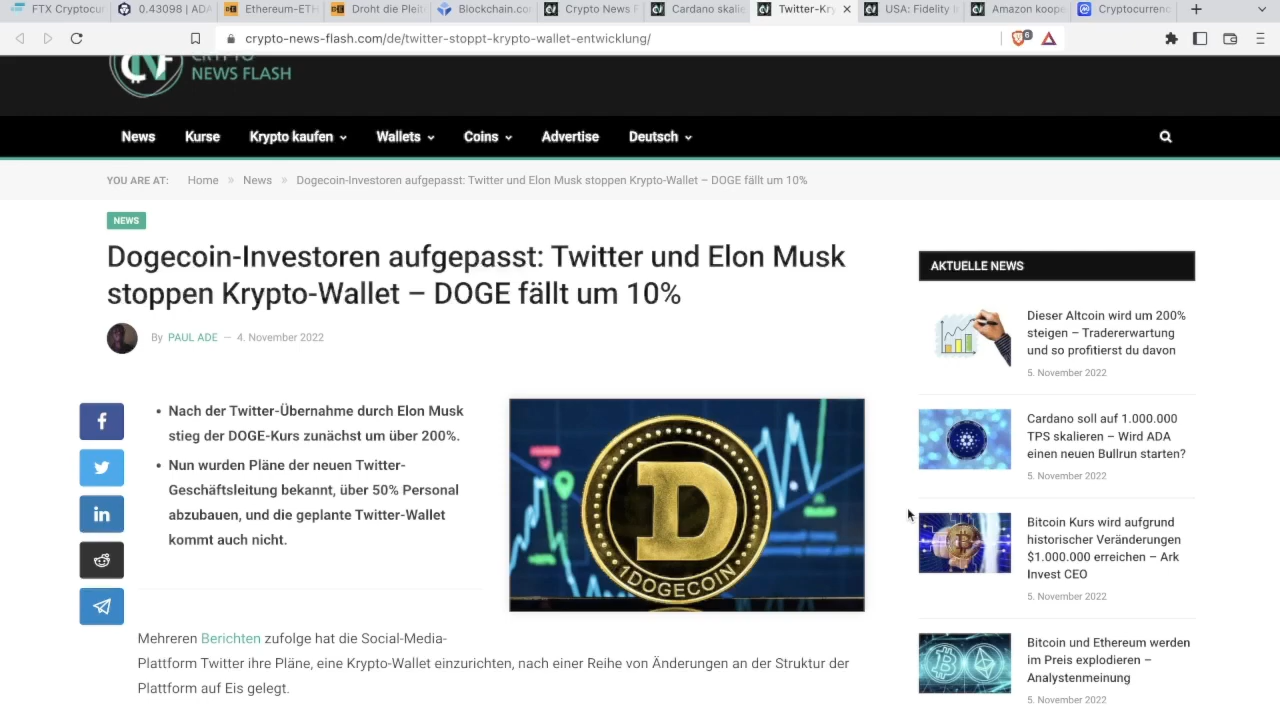 FTX Cryptocur
0.43098 | ADA
Ethereum-ETH
Droht die Pleit
Blockchain.co
Crypto News F
Cardano skalie
Twitter-Kry
USA: Fidelity
Amazon koope
Cryptocurrenc
crypto-news-flash.com/de/twitter-stoppt-krypto-wallet-entwicklung/
6
CRYPTO
NEWS FLASH
News
Kurse
Krypto kaufen
Wallets
Coins
Advertise
Deutsch
YOU ARE AT: Home » News » Dogecoin-Investoren aufgepasst: Twitter und Elon Musk stoppen Krypto-Wallet – DOGE fällt um 10%
NEWS
Dogecoin-Investoren aufgepasst: Twitter und Elon Musk
stoppen Krypto-Wallet – DOGE fällt um 10%
By PAUL ADE — 4. November 2022
• Nach der Twitter-Übernahme durch Elon Musk
stieg der DOGE-Kurs zunächst um über 200%.
• Nun wurden Pläne der neuen Twitter-
Geschäftsleitung bekannt, über 50% Personal
abzubauen, und die geplante Twitter-Wallet
kommt auch nicht.
D
1DOGECOIN
Mehreren Berichten zufolge hat die Social-Media-
Plattform Twitter ihre Pläne, eine Krypto-Wallet einzurichten, nach einer Reihe von Änderungen an der Struktur der
Plattform auf Eis gelegt.
AKTUELLE NEWS
Dieser Altcoin wird um 200%
steigen – Tradererwartung
und so profitierst du davon
5. November 2022
Cardano soll auf 1.000.000
TPS skalieren – Wird ADA
einen neuen Bullrun starten?
5. November 2022
Bitcoin Kurs wird aufgrund
historischer Veränderungen
$1.000.000 erreichen – Ark
Invest CEO
5. November 2022
Bitcoin und Ethereum werden
im Preis explodieren –
Analystenmeinung
5. November 2022